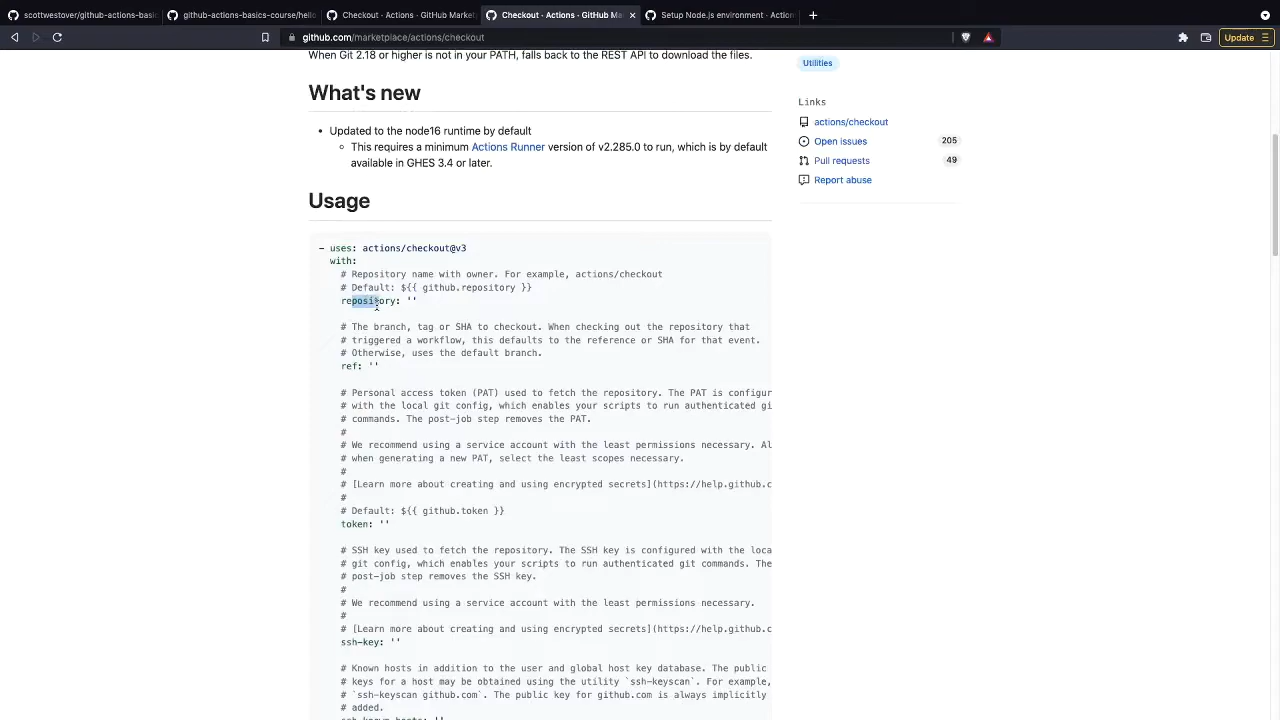 scottwestover/github-actions-basic
github-actions-basics-course/hello
Checkout · Actions · GitHub Market
Checkout · Actions · GitHub Ma
Setup Node.js environment · Action
github.com/marketplace/actions/checkout
Update
When Git 2.18 or higher is not in your PATH, falls back to the REST API to download the files.
Utilities
What's new
Links
• Updated to the node16 runtime by default
actions/checkout
This requires a minimum Actions Runner version of v2.285.0 to run, which is by default
available in GHES 3.4 or later.
Open issues 205
Pull requests 49
Report abuse
Usage
- uses: actions/checkout@v3
with:
# Repository name with owner. For example, actions/checkout
# Default: ${{ github.repository }}
repository: ''
# The branch, tag or SHA to checkout. When checking out the repository that
# triggered a workflow, this defaults to the reference or SHA for that event.
# Otherwise, uses the default branch.
ref: ''
# Personal access token (PAT) used to fetch the repository. The PAT is configur
# with the local git config, which enables your scripts to run authenticated gi
# commands. The post-job step removes the PAT.
#
# We recommend using a service account with the least permissions necessary. Al
# when generating a new PAT, select the least scopes necessary.
#
# [Learn more about creating and using encrypted secrets](https://help.github.c
#
# Default: ${{ github.token }}
token: ''
# SSH key used to fetch the repository. The SSH key is configured with the loca
# git config, which enables your scripts to run authenticated git commands. The
# post-job step removes the SSH key.
#
# We recommend using a service account with the least permissions necessary.
#
# [Learn more about creating and using encrypted secrets](https://help.github.c
ssh-key: ''
# Known hosts in addition to the user and global host key database. The public
# keys for a host may be obtained using the utility `ssh-keyscan`. For example,
# `ssh-keyscan github.com`. The public key for github.com is always implicitly
# added.
ssh-known-hosts: ''